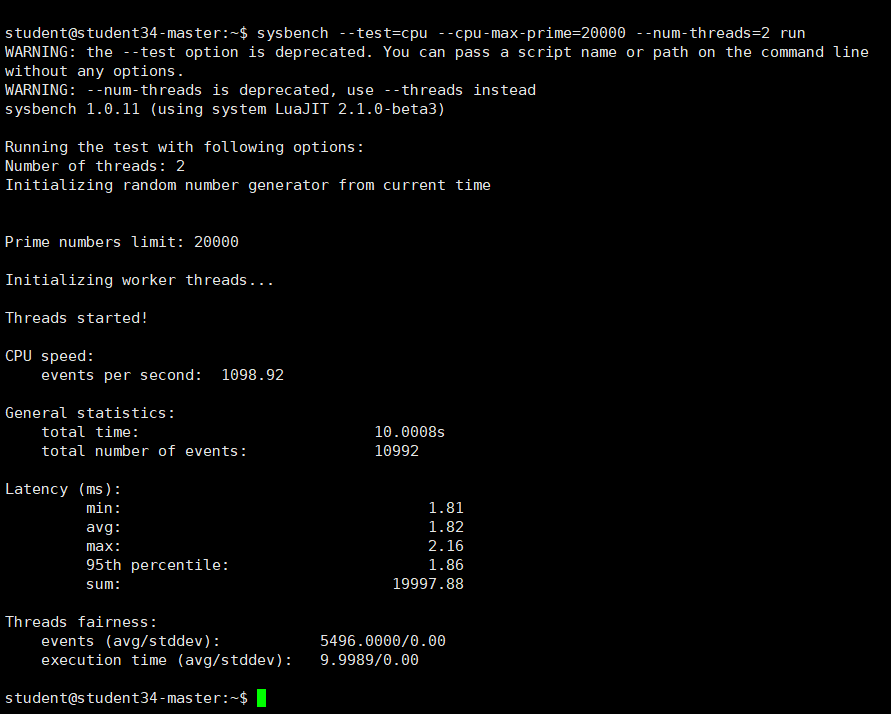 student@student34-master:~$ sysbench --test=cpu --cpu-max-prime=20000 --num-threads=2 run
WARNING: the --test option is deprecated. You can pass a script name or path on the command line
without any options.
WARNING: --num-threads is deprecated, use --threads instead
sysbench 1.0.11 (using system LuaJIT 2.1.0-beta3)
Running the test with following options:
Number of threads: 2
Initializing random number generator from current time
Prime numbers limit: 20000
Initializing worker threads...
Threads started!
CPU speed:
events per second: 1098.92
General statistics:
total time: 10.0008s
total number of events: 10992
Latency (ms):
min: 1.81
avg: 1.82
max: 2.16
95th percentile: 1.86
sum: 19997.88
Threads fairness:
events (avg/stddev): 5496.0000/0.00
execution time (avg/stddev): 9.9989/0.00
student@student34-master:~$